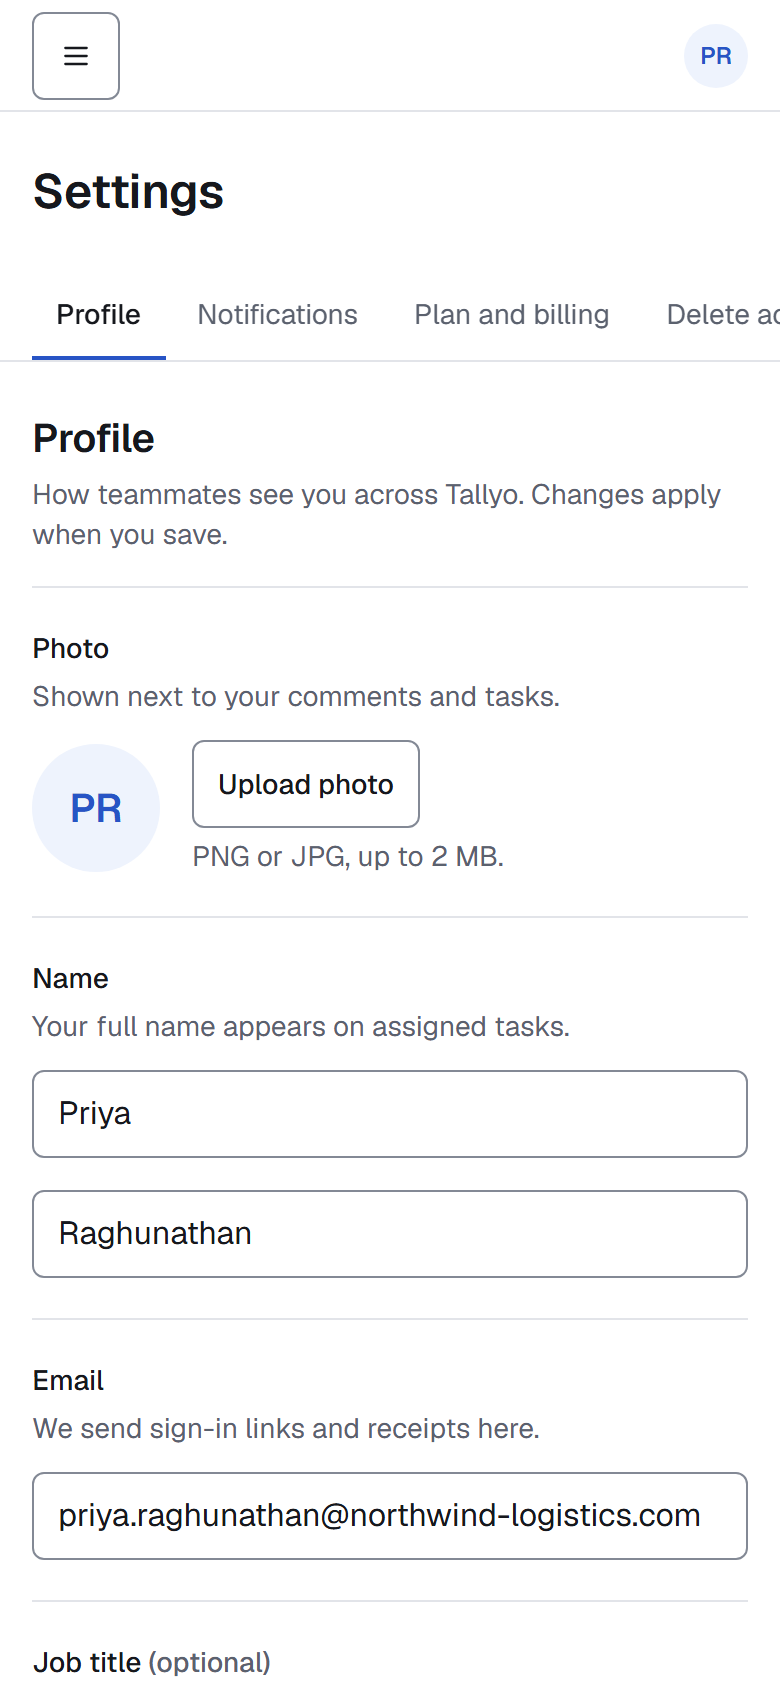 PR
Settings
Profile Notifications Plan and billing Delete
Profile
How teammates see you across Tallyo. Changes apply
when you save.
Photo
Shown next to your comments and tasks.
PR
Upload photo
PNG or JPG, up to 2 MB.
Name
Your full name appears on assigned tasks.
Priya
Raghunathan
Email
We send sign-in links and receipts here.
priya.raghunathan@northwind-logistics.com
Job title (optional)